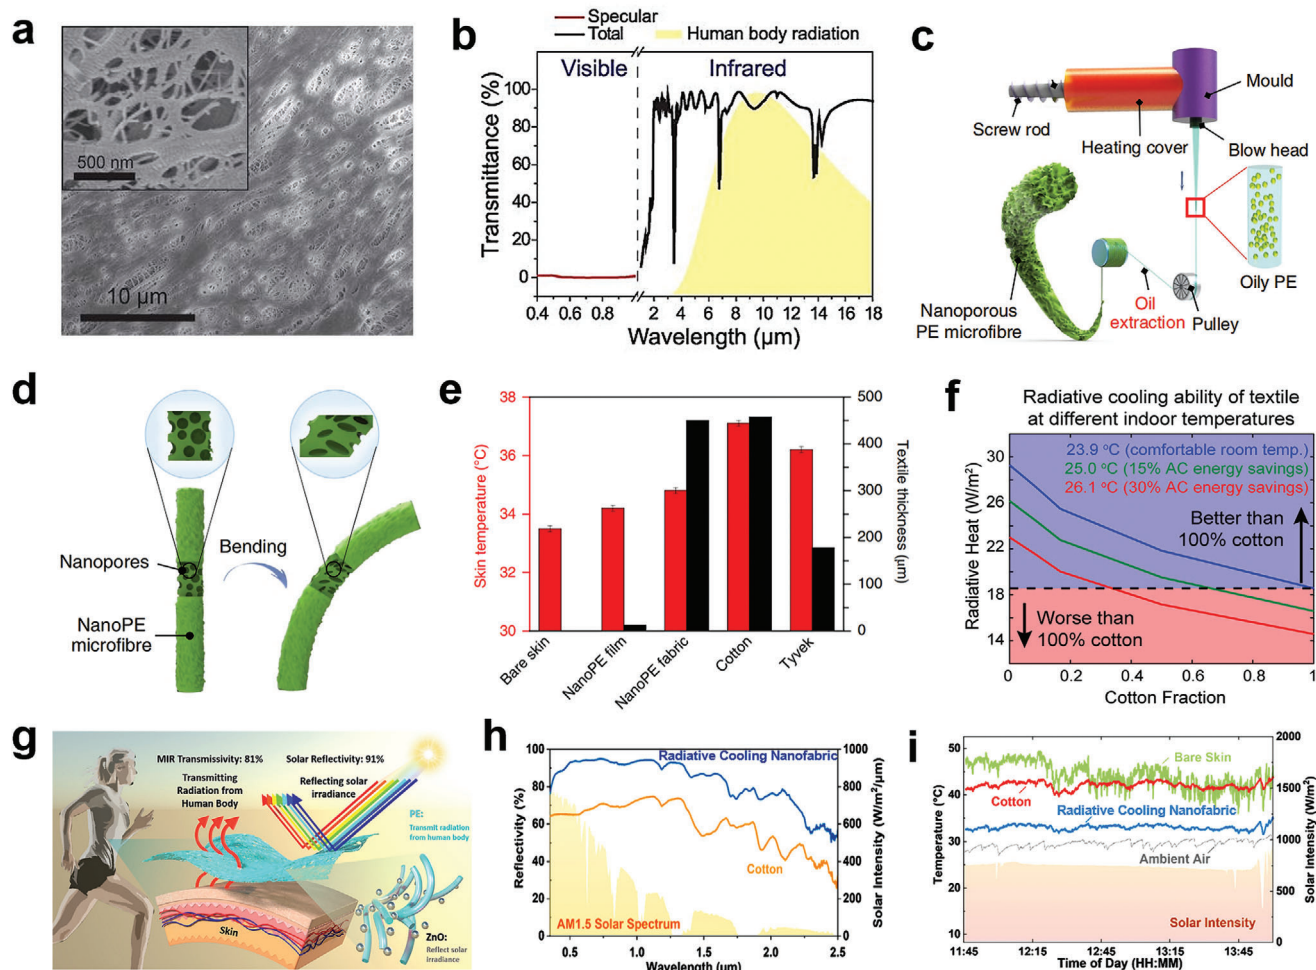 a
500 nm
10 µm
b
Specular
Total
Human body radiation
Visible
Infrared
Transmittance (%)
100
80
60
40
20
0
0.4 0.6 0.8 1.0 2 4 6 8 10 12 14 16 18
Wavelength (µm)
c
Screw rod
Heating cover
Mould
Blow head
Oily PE
Nanoporous
PE microfibre
Oil
extraction
Pulley
d
Nanopores
Bending
NanoPE
microfibre
e
Skin temperature (°C)
38
36
34
32
30
Textile thickness (µm)
500
400
300
200
100
0
Bare skin
NanoPE film
NanoPE fabric
Cotton
Tyvek
f
Radiative cooling ability of textile
at different indoor temperatures
23.9 °C (comfortable room temp.)
25.0 °C (15% AC energy savings)
26.1 °C (30% AC energy savings)
Better than
100% cotton
Worse than
100% cotton
Radiative Heat (W/m²)
30
26
22
18
14
0 0.2 0.4 0.6 0.8 1
Cotton Fraction
g
MIR Transmissivity: 81%
Solar Reflectivity: 91%
Transmitting
Radiation from
Human Body
Reflecting solar
irradiance
PE:
Transmit radiation
from human body
Skin
ZnO:
Reflect solar
Irradiance
h
Radiative Cooling Nanofabric
Cotton
AM1.5 Solar Spectrum
Reflectivity (%)
100
80
60
40
20
0
Solar Intensity (W/m²/µm)
1000
800
600
400
200
0
0.5 1.0 1.5 2.0 2.5
Wavelength (µm)
i
Bare Skin
Cotton
Radiative Cooling Nanofabric
Ambient Air
Solar Intensity
Temperature (°C)
50
40
30
20
10
Solar Intensity (W/m²)
2000
1500
1000
500
0
11:45 12:15 12:45 13:15 13:45
Time of Day (HH:MM)